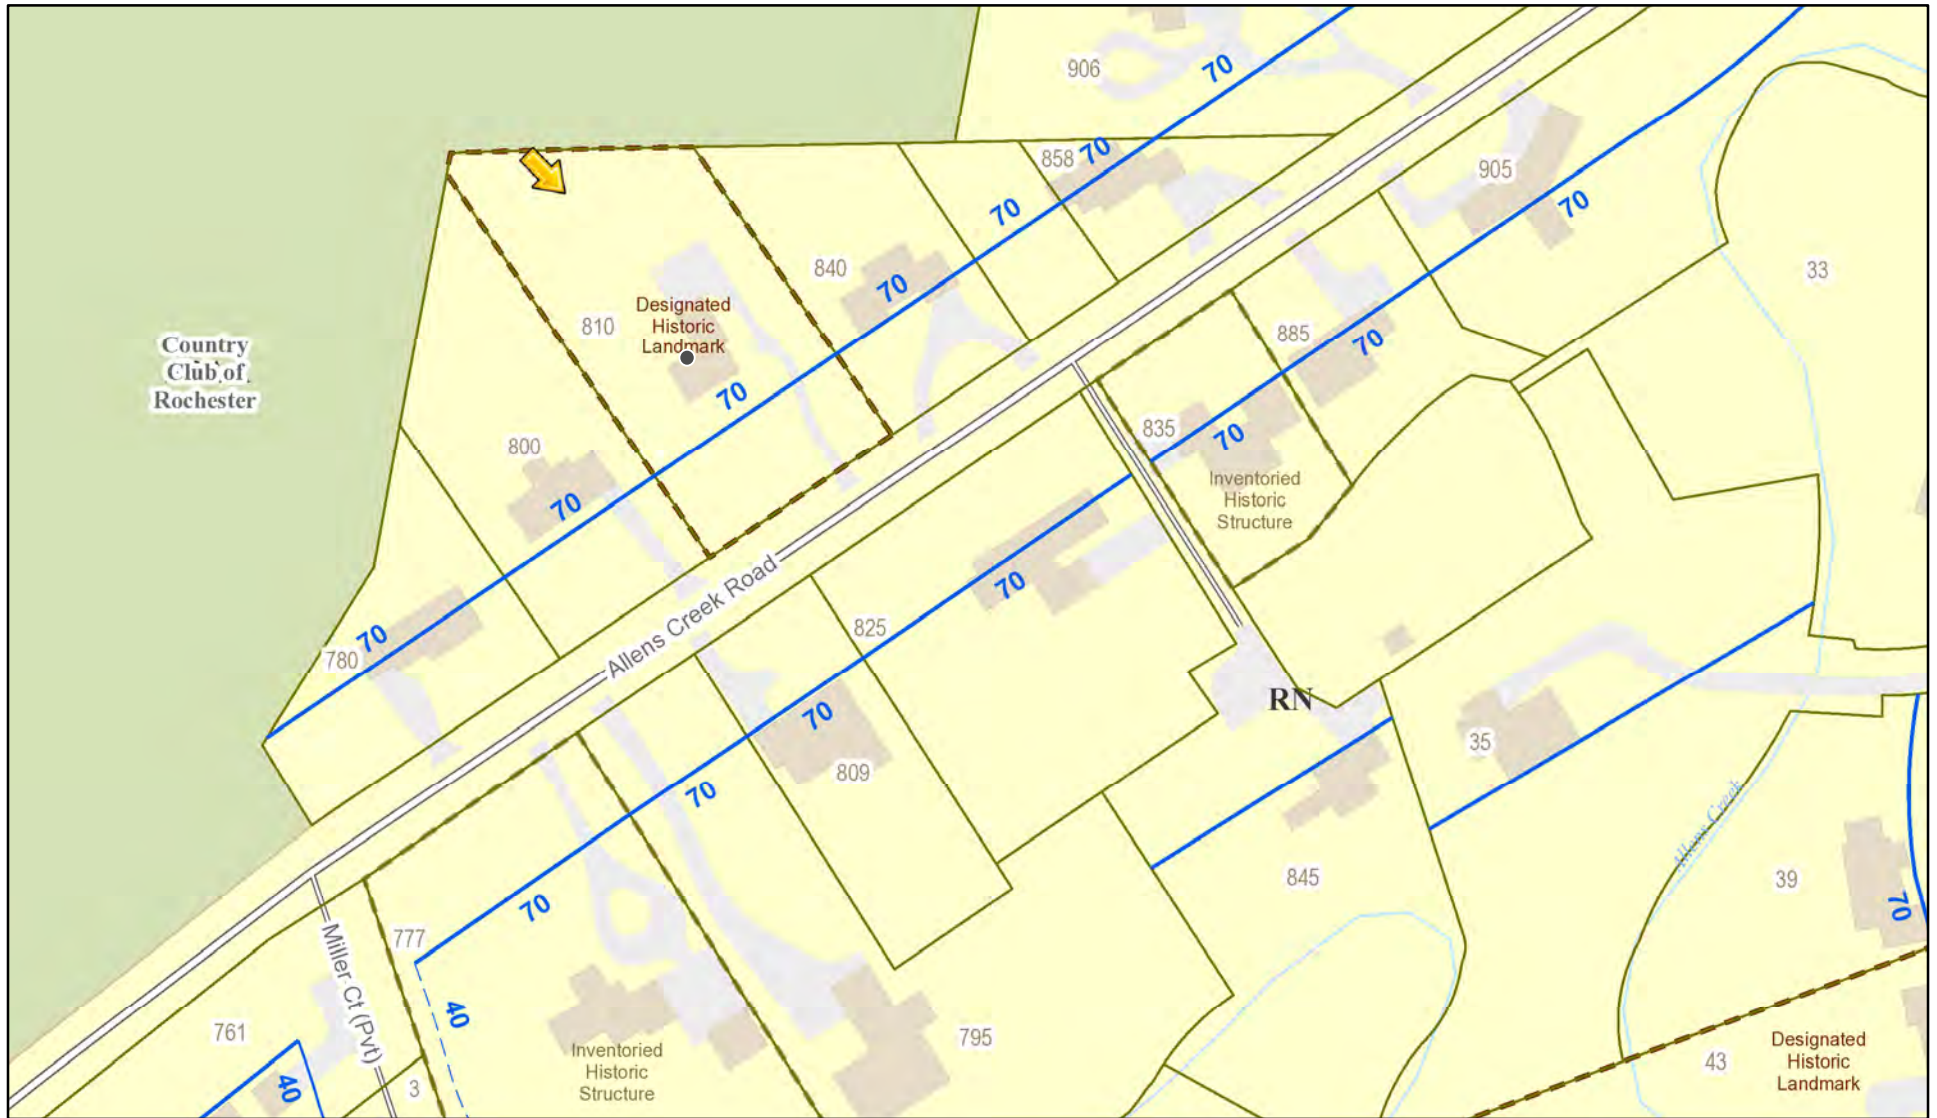 906
70
70
858
905
70
70
33
840
70
Designated
Historic
Landmark
810
885
70
Country
Club of
Rochester
70
835
70
800
Inventoried
Historic
Structure
70
Allens Creek Road
70
825
70
780
RN
70
35
809
70
Allens Creek
845
39
70
70
777
Miller Ct (Pvt)
40
761
795
Inventoried
Historic
Structure
Designated
Historic
Landmark
43
40
3